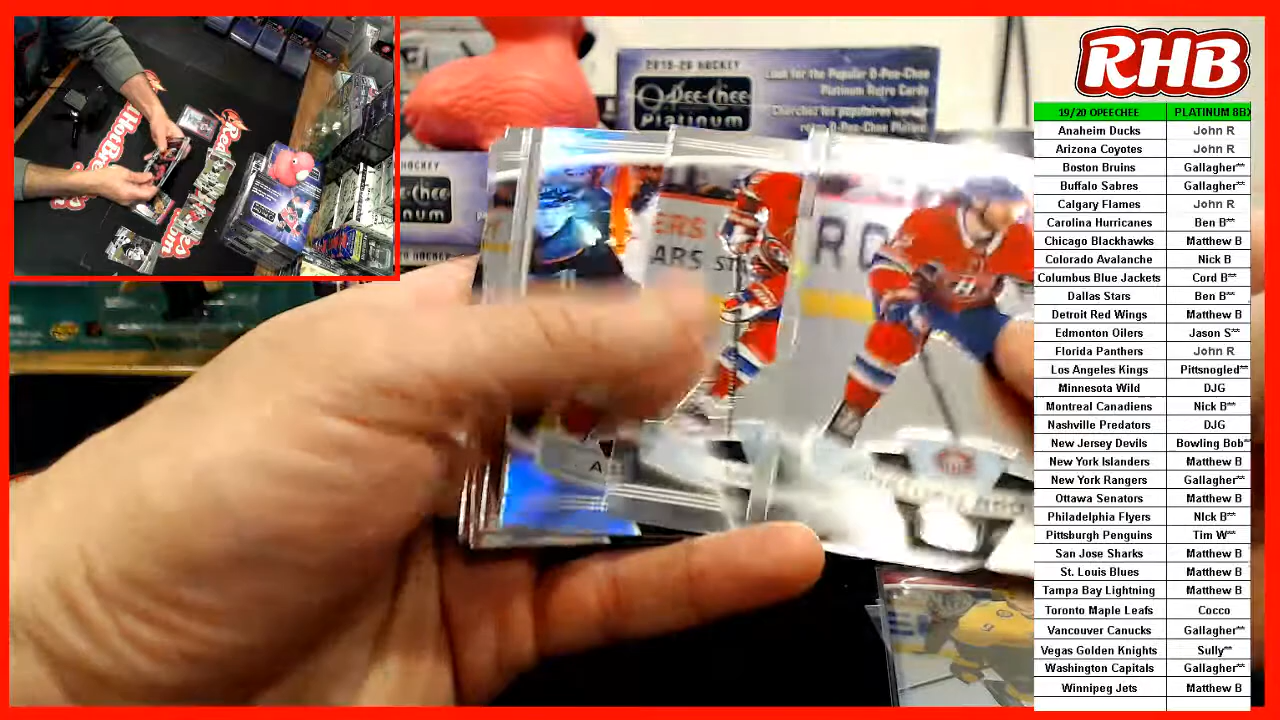 2019-20 HOCKEY
O-Pee-Chee
Platinum
Look for the Popular O-Pee-Chee
Platinum Retro Cards
RHB
19/20 OPEECHEE PLATINUM 8BX
Anaheim Ducks John R
Arizona Coyotes John R
Boston Bruins Gallagher**
Buffalo Sabres Gallagher**
Calgary Flames John R
Carolina Hurricanes Ben B**
Chicago Blackhawks Matthew B
Colorado Avalanche Nick B
Columbus Blue Jackets Cord B**
Dallas Stars Ben B**
Detroit Red Wings Matthew B
Edmonton Oilers Jason S**
Florida Panthers John R
Los Angeles Kings Pittsnogled**
Minnesota Wild DJG
Montreal Canadiens Nick B**
Nashville Predators DJG
New Jersey Devils Bowling Bob**
New York Islanders Matthew B
New York Rangers Gallagher**
Ottawa Senators Matthew B
Philadelphia Flyers NIck B**
Pittsburgh Penguins Tim W**
San Jose Sharks Matthew B
St. Louis Blues Matthew B
Tampa Bay Lightning Matthew B
Toronto Maple Leafs Cocco
Vancouver Canucks Gallagher**
Vegas Golden Knights Sully**
Washington Capitals Gallagher**
Winnipeg Jets Matthew B